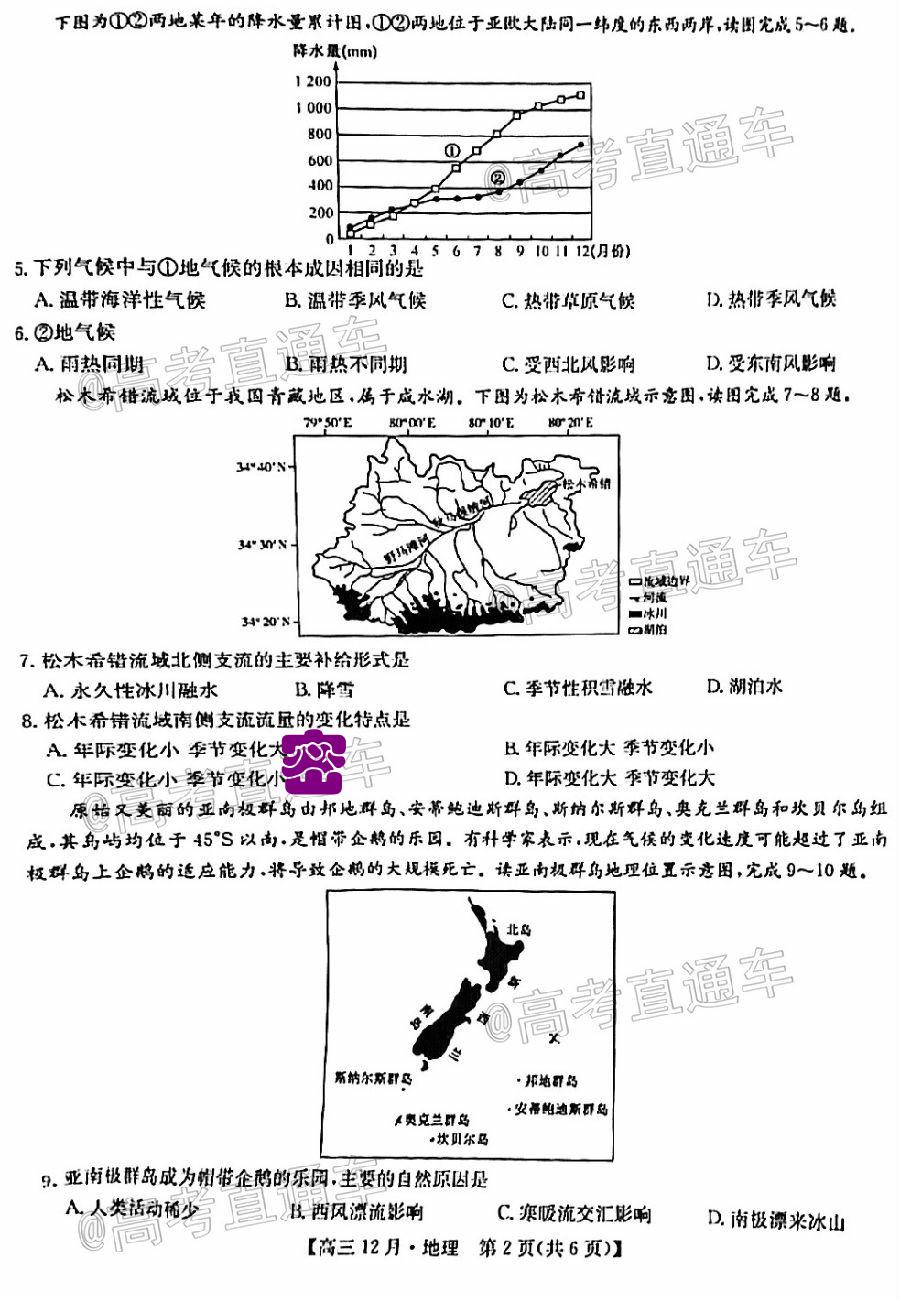 下图为①②两地某年的降水量累计图,①②两地位于亚欧大陆同一纬度的东西两岸,读图完成5~6题。
降水量(mm)
1 200
1 000
800
600
400
200
0
①
②
1 2 3 4 5 6 7 8 9 10 11 12(月份)
@高考直通车
5. 下列气候中与①地气候的根本成因相同的是
A. 温带海洋性气候 B. 温带季风气候 C. 热带草原气候 D. 热带季风气候
6. ②地气候
A. 雨热同期 B. 雨热不同期 C. 受西北风影响 D. 受东南风影响
@高考直通车
松木希错流域位于我国青藏地区,属于咸水湖。下图为松木希错流域示意图,读图完成7~8题。
79°50′E 80°00′E 80°10′E 80°20′E
34°40′N
34°30′N
34°20′N
松木希错
野马滩河
流域边界
河流
冰川
湖泊
@高考直通车
7. 松木希错流域北侧支流的主要补给形式是
A. 永久性冰川融水 B. 降雪 C. 季节性积雪融水 D. 湖泊水
8. 松木希错流域南侧支流流量的变化特点是
A. 年际变化小 季节变化大 B. 年际变化大 季节变化小
C. 年际变化小 季节变化小 D. 年际变化大 季节变化大
原始又美丽的亚南极群岛由邦地群岛、安蒂鲍迪斯群岛、斯纳尔斯群岛、奥克兰群岛和坎贝尔岛组
成,其岛屿均位于45°S以南,是帽带企鹅的乐园。有科学家表示,现在气候的变化速度可能超过了亚南
极群岛上企鹅的适应能力,将导致企鹅的大规模死亡。读亚南极群岛地理位置示意图,完成9~10题。
北岛
南岛
新西兰
斯纳尔斯群岛
邦地群岛
安蒂鲍迪斯群岛
奥克兰群岛
坎贝尔岛
@高考直通车
9. 亚南极群岛成为帽带企鹅的乐园,主要的自然原因是
A. 人类活动稀少 B. 西风漂流影响 C. 寒暖流交汇影响 D. 南极漂来冰山
@高考直通车
【高三12月·地理 第2页(共6页)】